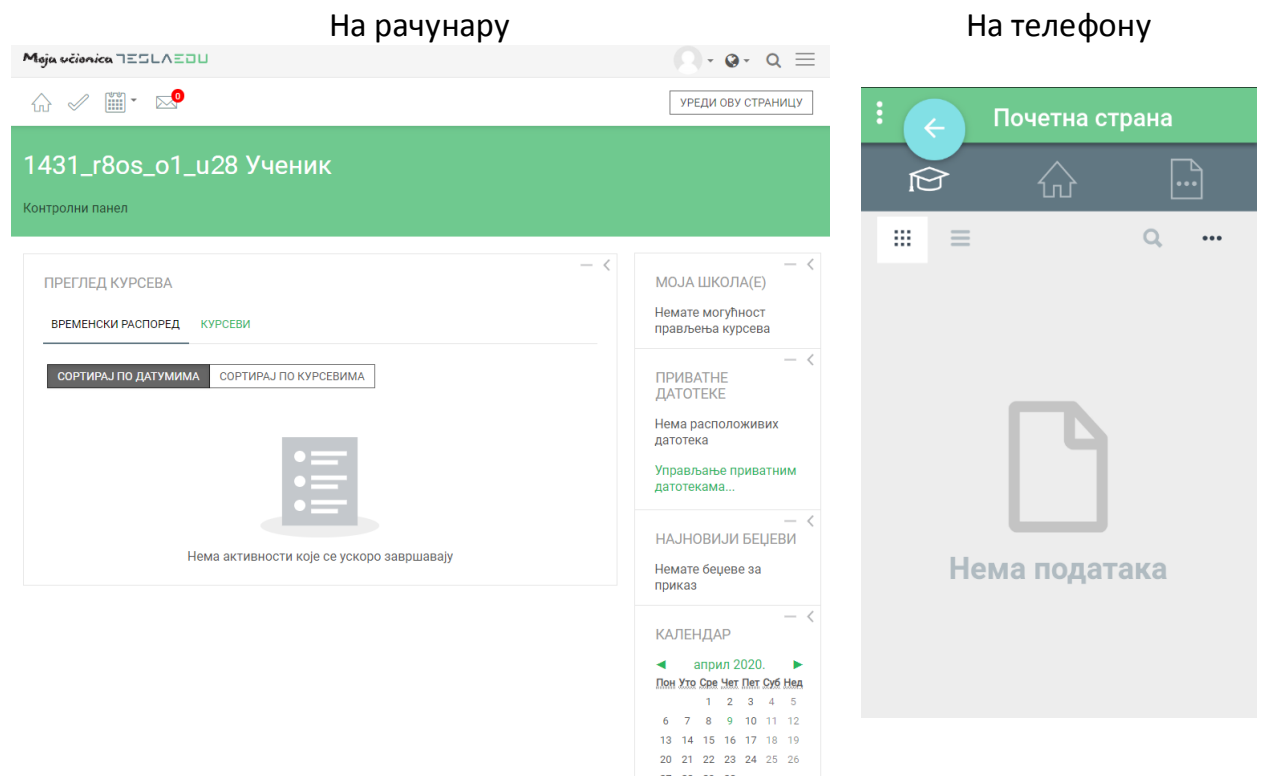 На рачунару
На телефону
Moja učionica TESLAEDU
0
УРЕДИ ОВУ СТРАНИЦУ
1431_r8os_o1_u28 Ученик
Контролни панел
ПРЕГЛЕД КУРСЕВА
ВРЕМЕНСКИ РАСПОРЕД КУРСЕВИ
СОРТИРАЈ ПО ДАТУМИМА СОРТИРАЈ ПО КУРСЕВИМА
Нема активности које се ускоро завршавају
МОЈА ШКОЛА(Е)
Немате могућност
прављења курсева
ПРИВАТНЕ
ДАТОТЕКЕ
Нема расположивих
датотека
Управљање приватним
датотекама...
НАЈНОВИЈИ БЕЏЕВИ
Немате беџеве за
приказ
КАЛЕНДАР
◄ април 2020. ►
Пон Уто Сре Чет Пет Суб Нед
1 2 3 4 5
6 7 8 9 10 11 12
13 14 15 16 17 18 19
20 21 22 23 24 25 26
Почетна страна
Нема података